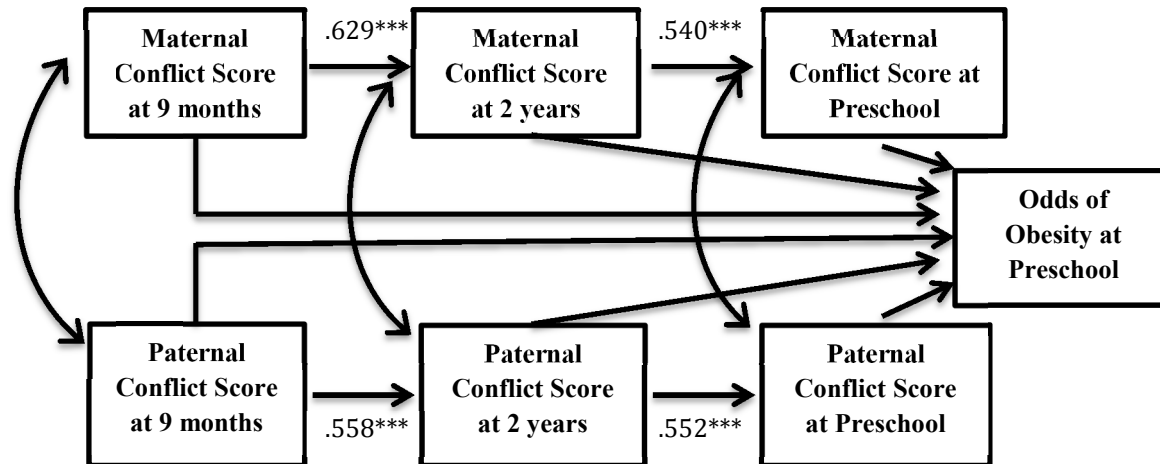 Maternal
Conflict Score
at 9 months
.629***
Maternal
Conflict Score
at 2 years
.540***
Maternal
Conflict Score at
Preschool
Odds of
Obesity at
Preschool
Paternal
Conflict Score
at 9 months
.558***
Paternal
Conflict Score
at 2 years
.552***
Paternal
Conflict Score
at Preschool